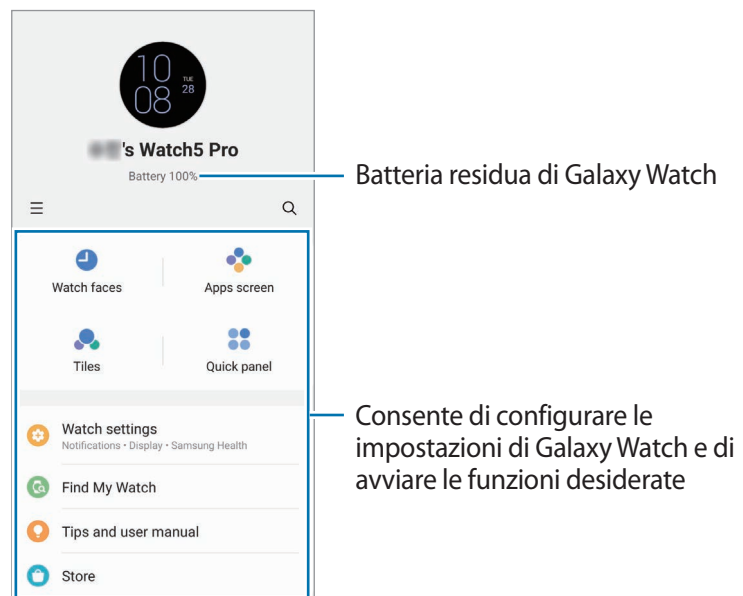 10
08
TUE
28
's Watch5 Pro
Battery 100%
Batteria residua di Galaxy Watch
Watch faces
Apps screen
Tiles
Quick panel
Watch settings
Notifications • Display • Samsung Health
Find My Watch
Tips and user manual
Store
Consente di configurare le
impostazioni di Galaxy Watch e di
avviare le funzioni desiderate